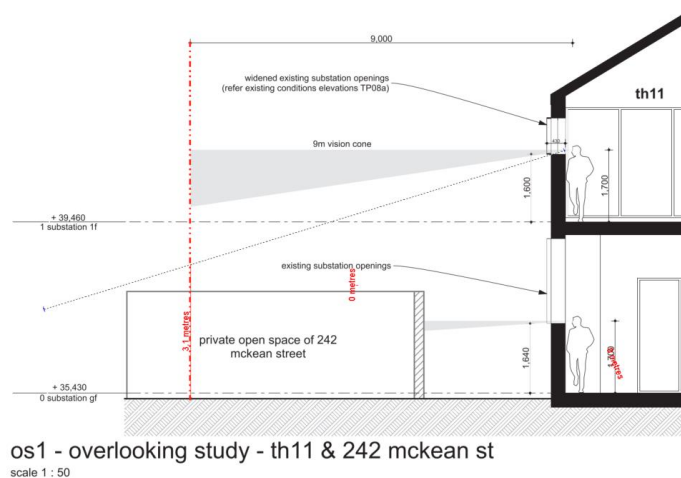 9,000
widened existing substation openings
(refer existing conditions elevations TP08a)
th11
430
9m vision cone
1,600
1,700
+ 39,460
1 substation 1f
existing substation openings
0 metres
3.1 metres
private open space of 242
mckean street
1,640
+ 35,430
0 substation gf
os1 - overlooking study - th11 & 242 mckean st
scale 1 : 50